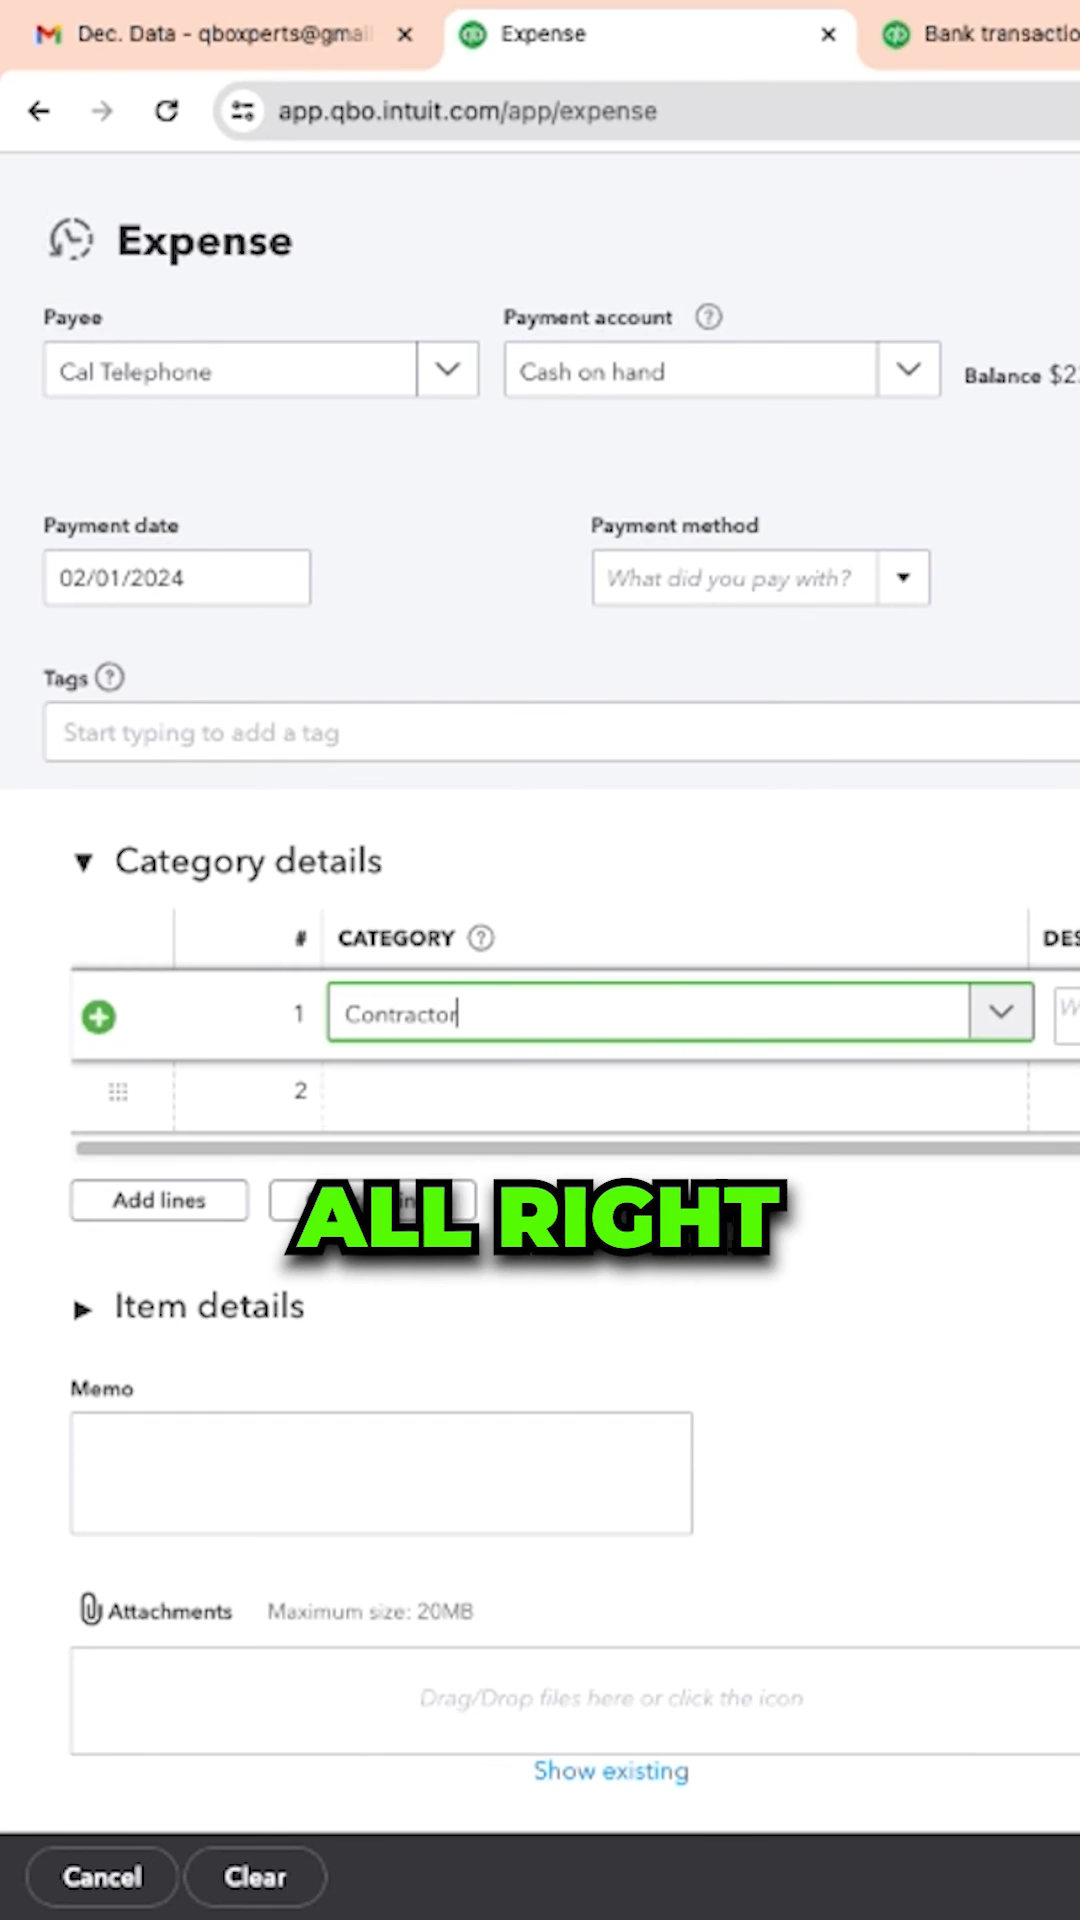 Dec. Data - qboxperts@gmail
Expense
Bank transactio
app.qbo.intuit.com/app/expense
Expense
Payee
Payment account ?
Cal Telephone
Cash on hand
Balance $2
Payment date
Payment method
02/01/2024
What did you pay with?
Tags ?
Start typing to add a tag
Category details
# CATEGORY ? DES
1 Contractor W
2
Add lines
ALL RIGHT
Item details
Memo
Attachments Maximum size: 20MB
Drag/Drop files here or click the icon
Show existing
Cancel
Clear